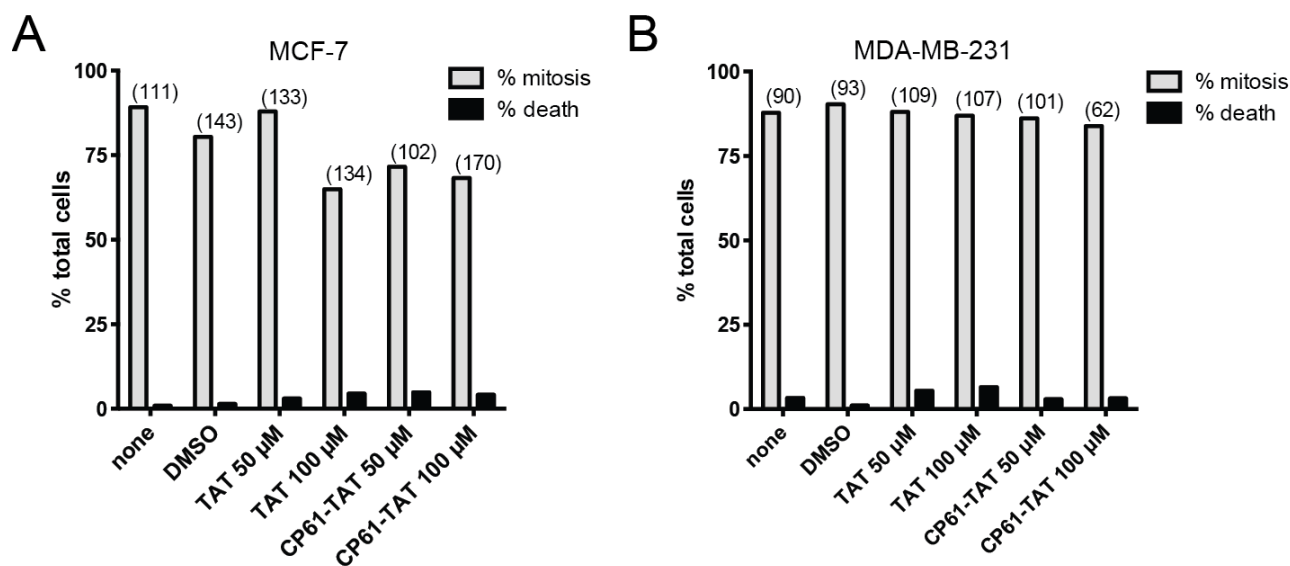 A
MCF-7
% mitosis
% death
% total cells
100
75
50
25
0
(111)
(143)
(133)
(134)
(102)
(170)
none
DMSO
TAT 50 µM
TAT 100 µM
CP61-TAT 50 µM
CP61-TAT 100 µM
B
MDA-MB-231
% mitosis
% death
% total cells
100
75
50
25
0
(90)
(93)
(109)
(107)
(101)
(62)
none
DMSO
TAT 50 µM
TAT 100 µM
CP61-TAT 50 µM
CP61-TAT 100 µM